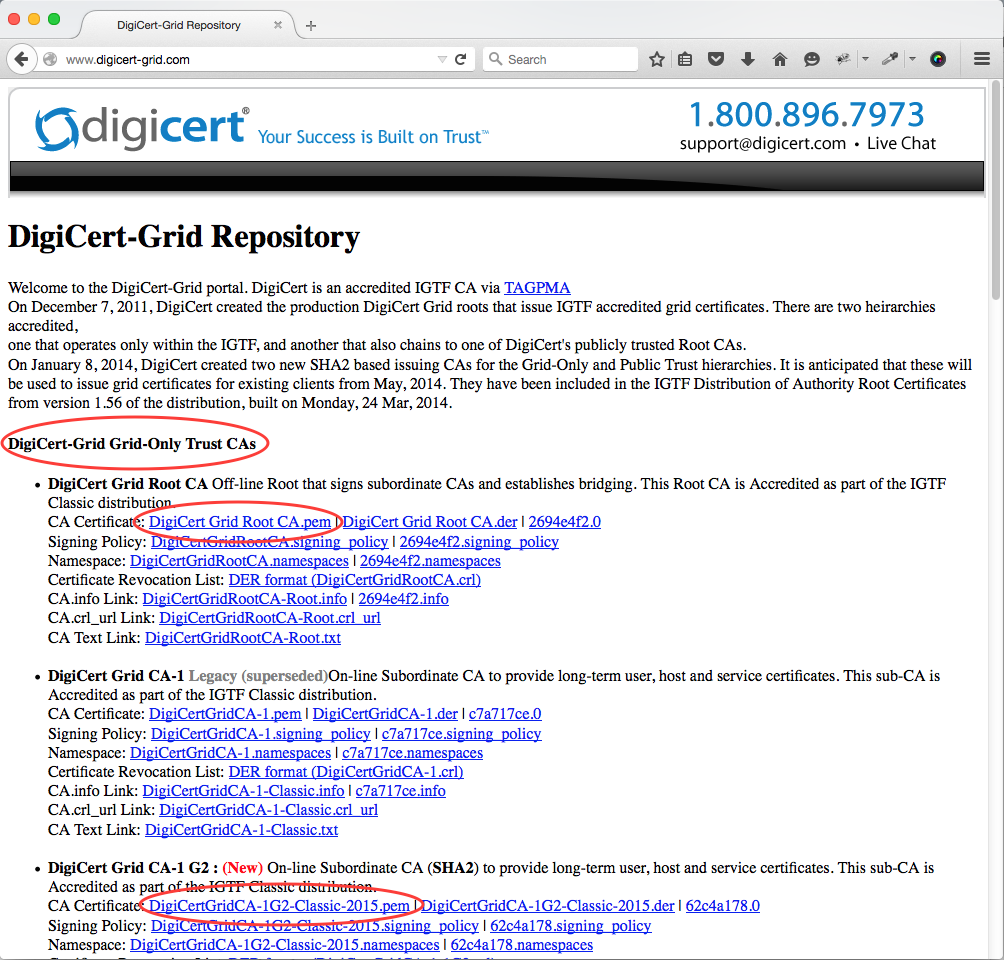 DigiCert-Grid Repository
www.digicert-grid.com
Search
digicert® Your Success is Built on Trust™
1.800.896.7973
support@digicert.com • Live Chat
DigiCert-Grid Repository
Welcome to the DigiCert-Grid portal. DigiCert is an accredited IGTF CA via TAGPMA
On December 7, 2011, DigiCert created the production DigiCert Grid roots that issue IGTF accredited grid certificates. There are two heirarchies
accredited,
one that operates only within the IGTF, and another that also chains to one of DigiCert's publicly trusted Root CAs.
On January 8, 2014, DigiCert created two new SHA2 based issuing CAs for the Grid-Only and Public Trust hierarchies. It is anticipated that these will
be used to issue grid certificates for existing clients from May, 2014. They have been included in the IGTF Distribution of Authority Root Certificates
from version 1.56 of the distribution, built on Monday, 24 Mar, 2014.
DigiCert-Grid Grid-Only Trust CAs
• DigiCert Grid Root CA Off-line Root that signs subordinate CAs and establishes bridging. This Root CA is Accredited as part of the IGTF
Classic distribution.
CA Certificate: DigiCert Grid Root CA.pem | DigiCert Grid Root CA.der | 2694e4f2.0
Signing Policy: DigiCertGridRootCA.signing_policy | 2694e4f2.signing_policy
Namespace: DigiCertGridRootCA.namespaces | 2694e4f2.namespaces
Certificate Revocation List: DER format (DigiCertGridRootCA.crl)
CA.info Link: DigiCertGridRootCA-Root.info | 2694e4f2.info
CA.crl_url Link: DigiCertGridRootCA-Root.crl_url
CA Text Link: DigiCertGridRootCA-Root.txt
• DigiCert Grid CA-1 Legacy (superseded)On-line Subordinate CA to provide long-term user, host and service certificates. This sub-CA is
Accredited as part of the IGTF Classic distribution.
CA Certificate: DigiCertGridCA-1.pem | DigiCertGridCA-1.der | c7a717ce.0
Signing Policy: DigiCertGridCA-1.signing_policy | c7a717ce.signing_policy
Namespace: DigiCertGridCA-1.namespaces | c7a717ce.namespaces
Certificate Revocation List: DER format (DigiCertGridCA-1.crl)
CA.info Link: DigiCertGridCA-1-Classic.info | c7a717ce.info
CA.crl_url Link: DigiCertGridCA-1-Classic.crl_url
CA Text Link: DigiCertGridCA-1-Classic.txt
• DigiCert Grid CA-1 G2 : (New) On-line Subordinate CA (SHA2) to provide long-term user, host and service certificates. This sub-CA is
Accredited as part of the IGTF Classic distribution.
CA Certificate: DigiCertGridCA-1G2-Classic-2015.pem | DigiCertGridCA-1G2-Classic-2015.der | 62c4a178.0
Signing Policy: DigiCertGridCA-1G2-Classic-2015.signing_policy | 62c4a178.signing_policy
Namespace: DigiCertGridCA-1G2-Classic-2015.namespaces | 62c4a178.namespaces